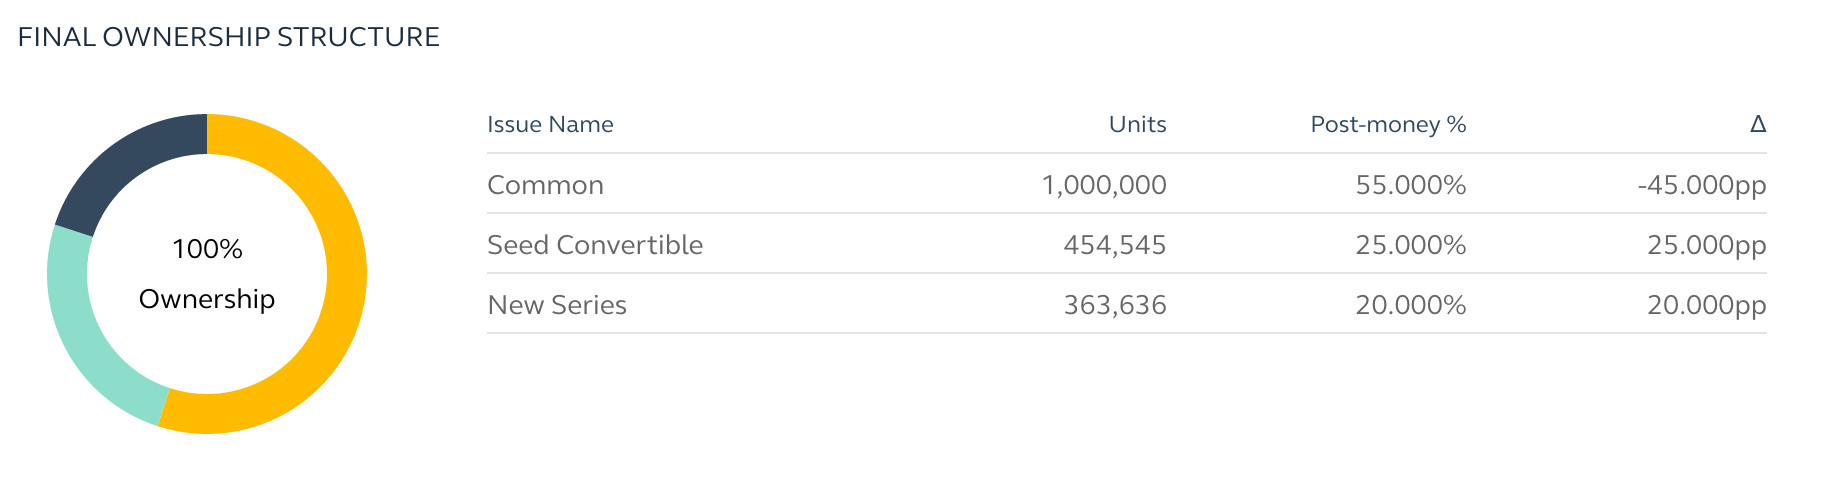 FINAL OWNERSHIP STRUCTURE
100%
Ownership
Issue Name Units Post-money % Δ
Common 1,000,000 55.000% -45.000pp
Seed Convertible 454,545 25.000% 25.000pp
New Series 363,636 20.000% 20.000pp